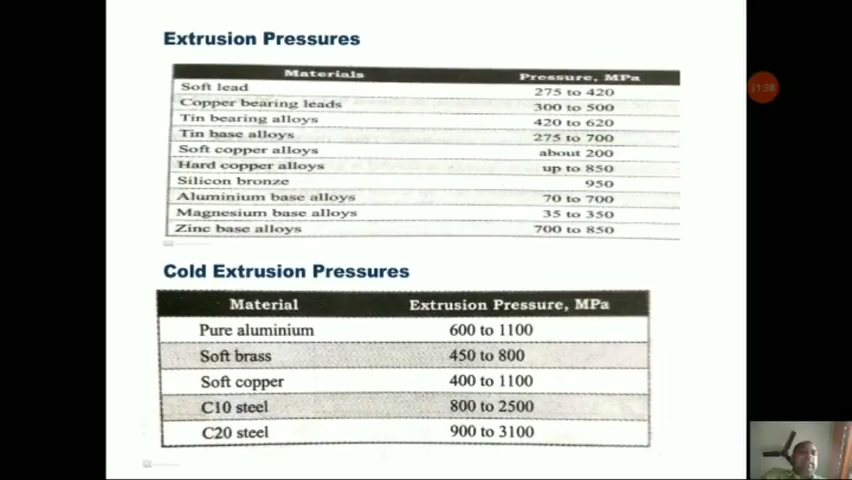 Extrusion Pressures
Materials Pressure, MPa
Soft lead 275 to 420
Copper bearing leads 300 to 500
Tin bearing alloys 420 to 620
Tin base alloys 275 to 700
Soft copper alloys about 200
Hard copper alloys up to 850
Silicon bronze 950
Aluminium base alloys 70 to 700
Magnesium base alloys 35 to 350
Zinc base alloys 700 to 850
Cold Extrusion Pressures
Material Extrusion Pressure, MPa
Pure aluminium 600 to 1100
Soft brass 450 to 800
Soft copper 400 to 1100
C10 steel 800 to 2500
C20 steel 900 to 3100